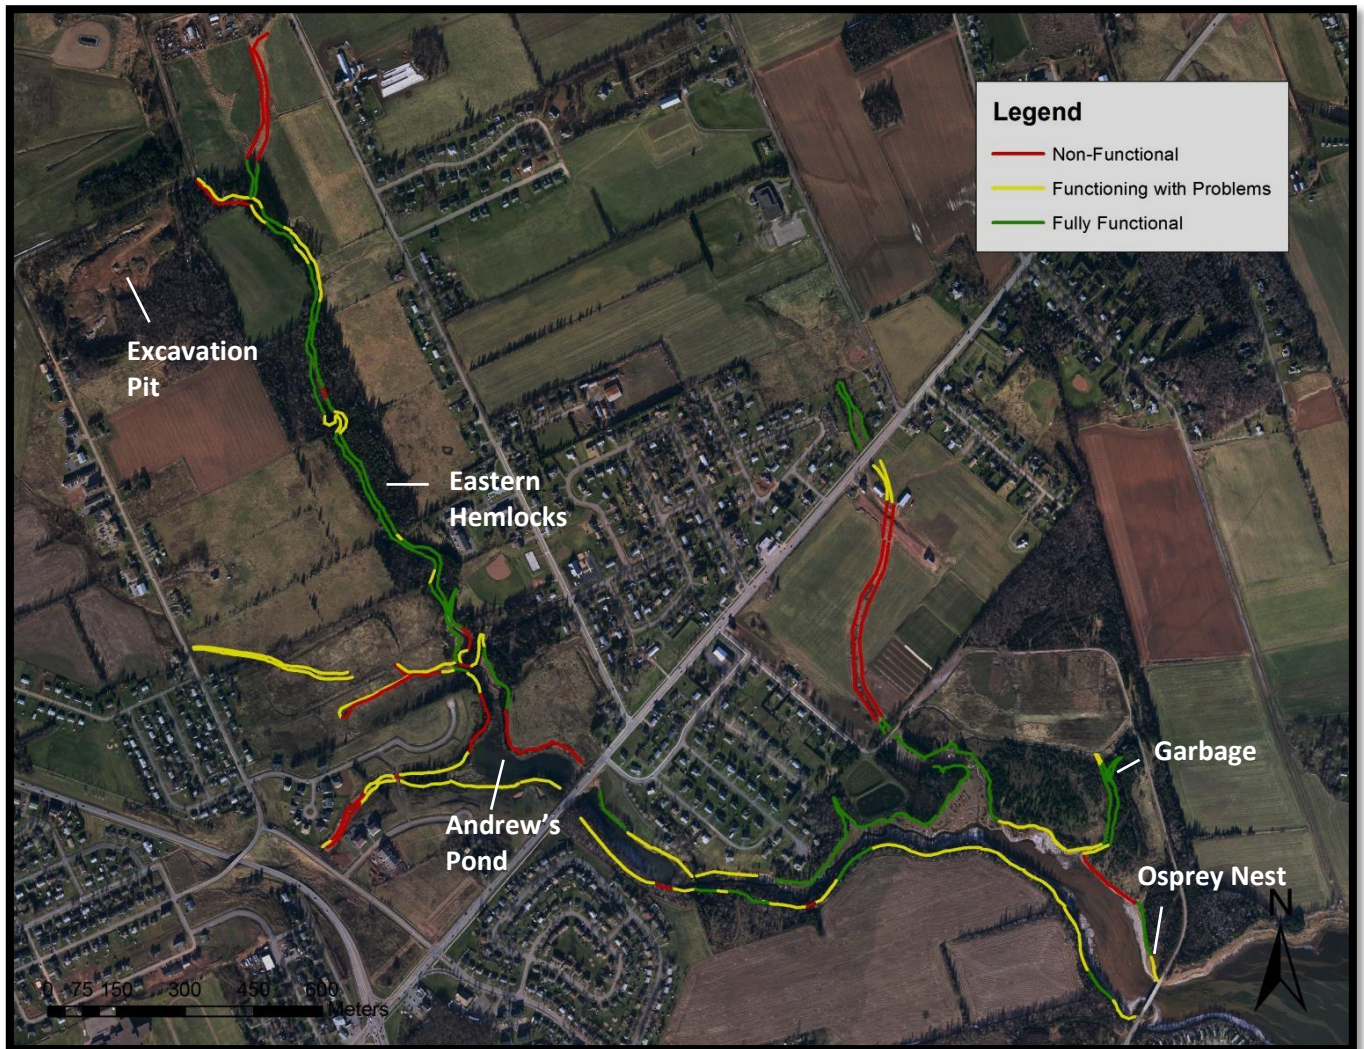 Legend
Non-Functional
Functioning with Problems
Fully Functional
Excavation
Pit
Eastern
Hemlocks
Garbage
Andrew's
Pond
Osprey Nest
N
0 75 150 300 450 600
Meters